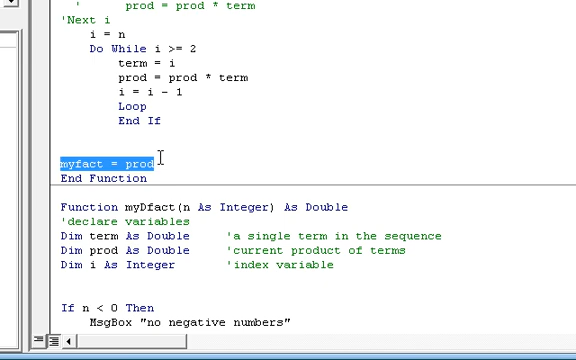 '      prod = prod * term
'Next i
i = n
Do While i >= 2
term = i
prod = prod * term
i = i - 1
Loop
End If
myfact = prod
End Function
Function myDfact(n As Integer) As Double
'declare variables
Dim term As Double     'a single term in the sequence
Dim prod As Double     'current product of terms
Dim i As Integer       'index variable
If n < 0 Then
MsgBox "no negative numbers"